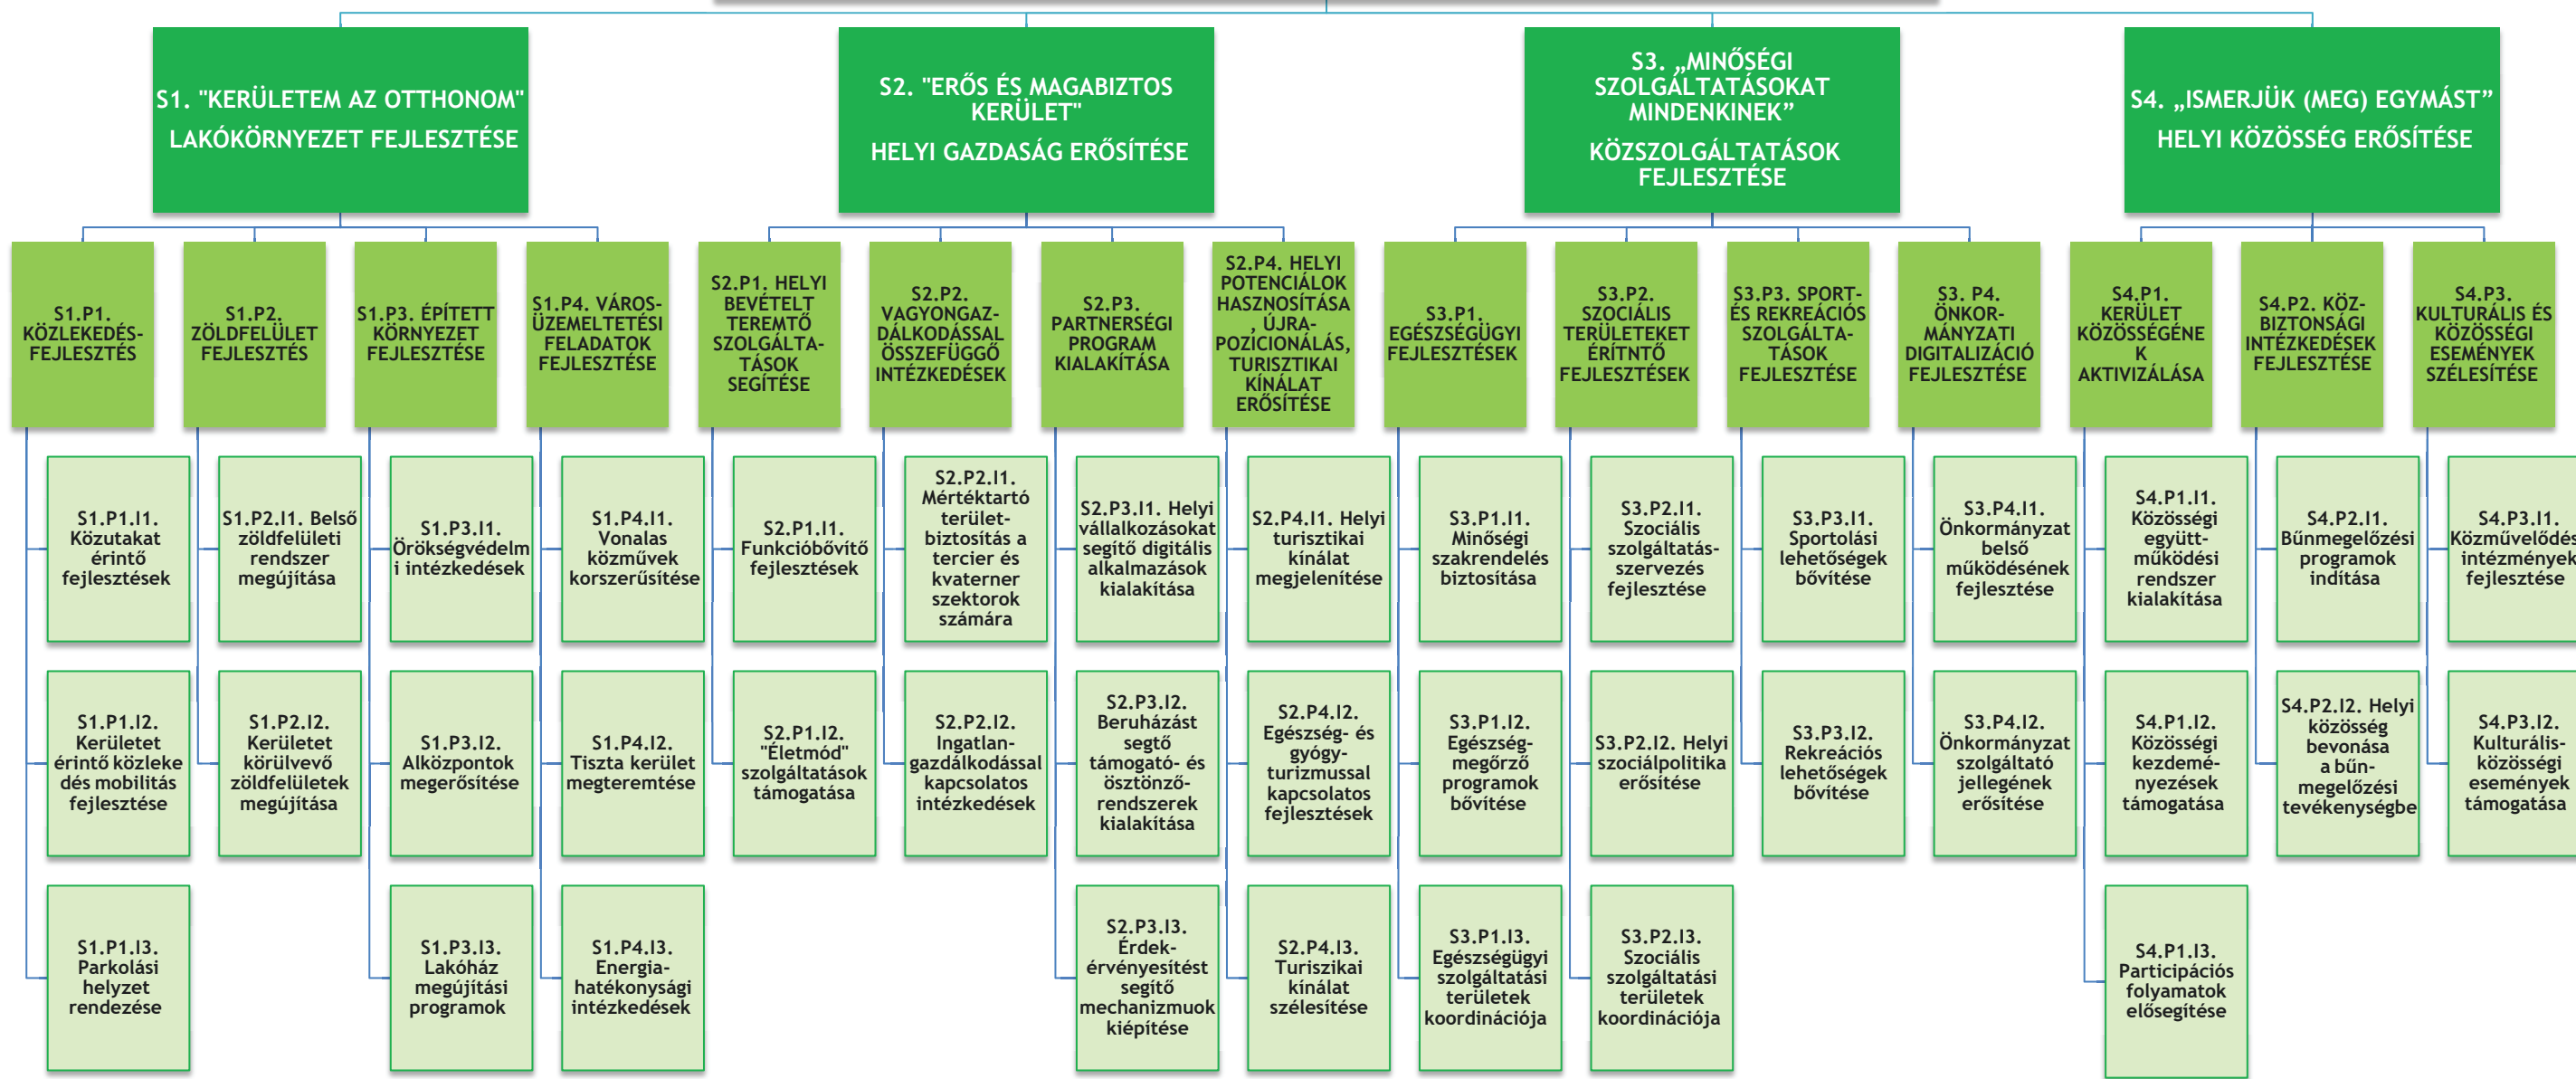 S1. "KERÜLETEM AZ OTTHONOM"
LAKÓKÖRNYEZET FEJLESZTÉSE
S2. "ERŐS ÉS MAGABIZTOS
KERÜLET"
HELYI GAZDASÁG ERŐSÍTÉSE
S3. „MINŐSÉGI
SZOLGÁLTATÁSOKAT
MINDENKINEK”
KÖZSZOLGÁLTATÁSOK
FEJLESZTÉSE
S4. „ISMERJÜK (MEG) EGYMÁST”
HELYI KÖZÖSSÉG ERŐSÍTÉSE
S1.P1.
KÖZLEKEDÉS-
FEJLESZTÉS
S1.P2.
ZÖLDFELÜLET
FEJLESZTÉS
S1.P3. ÉPÍTETT
KÖRNYEZET
FEJLESZTÉSE
S1.P4. VÁROS-
ÜZEMELTETÉSI
FELADATOK
FEJLESZTÉSE
S2.P1. HELYI
BEVÉTELT
TEREMTŐ
SZOLGÁLTA-
TÁSOK
SEGÍTÉSE
S2.P2.
VAGYONGAZ-
DÁLKODÁSSAL
ÖSSZEFÜGGŐ
INTÉZKEDÉSEK
S2.P3.
PARTNERSÉGI
PROGRAM
KIALAKÍTÁSA
S2.P4. HELYI
POTENCIÁLOK
HASZNOSÍTÁSA
, ÚJRA-
POZÍCIONÁLÁS,
TURISZTIKAI
KÍNÁLAT
ERŐSÍTÉSE
S3.P1.
EGÉSZSÉGÜGYI
FEJLESZTÉSEK
S3.P2.
SZOCIÁLIS
TERÜLETEKET
ÉRÍTNTŐ
FEJLESZTÉSEK
S3.P3. SPORT-
ÉS REKREÁCIÓS
SZOLGÁLTA-
TÁSOK
FEJLESZTÉSE
S3. P4.
ÖNKOR-
MÁNYZATI
DIGITALIZÁCIÓ
FEJLESZTÉSE
S4.P1.
KERÜLET
KÖZÖSSÉGÉNE
K
AKTIVIZÁLÁSA
S4.P2. KÖZ-
BIZTONSÁGI
INTÉZKEDÉSEK
FEJLESZTÉSE
S4.P3.
KULTURÁLIS ÉS
KÖZÖSSÉGI
ESEMÉNYEK
SZÉLESÍTÉSE
S1.P1.I1.
Közutakat
érintő
fejlesztések
S1.P2.I1. Belső
zöldfelületi
rendszer
megújítása
S1.P3.I1.
Örökségvédelm
i intézkedések
S1.P4.I1.
Vonalas
közművek
korszerűsítése
S2.P1.I1.
Funkcióbővítő
fejlesztések
S2.P2.I1.
Mértéktartó
terület-
biztosítás a
tercier és
kvaterner
szektorok
számára
S2.P3.I1. Helyi
vállalkozásokat
segítő digitális
alkalmazások
kialakítása
S2.P4.I1. Helyi
turisztikai
kínálat
megjelenítése
S3.P1.I1.
Minőségi
szakrendelés
biztosítása
S3.P2.I1.
Szociális
szolgáltatás-
szervezés
fejlesztése
S3.P3.I1.
Sportolási
lehetőségek
bővítése
S3.P4.I1.
Önkormányzat
belső
működésének
fejlesztése
S4.P1.I1.
Közösségi
együtt-
működési
rendszer
kialakítása
S4.P2.I1.
Bűnmegelőzési
programok
indítása
S4.P3.I1.
Közművelődés
intézmények
fejlesztése
S1.P1.I2.
Kerületet
érintő közleke
dés mobilitás
fejlesztése
S1.P2.I2.
Kerületet
körülvevő
zöldfelületek
megújítása
S1.P3.I2.
Alközpontok
megerősítése
S1.P4.I2.
Tiszta kerület
megteremtése
S2.P1.I2.
"Életmód"
szolgáltatások
támogatása
S2.P2.I2.
Ingatlan-
gazdálkodással
kapcsolatos
intézkedések
S2.P3.I2.
Beruházást
segtő
támogató- és
ösztönző-
rendszerek
kialakítása
S2.P4.I2.
Egészség- és
gyógy-
turizmussal
kapcsolatos
fejlesztések
S3.P1.I2.
Egészség-
megőrző
programok
bővítése
S3.P2.I2. Helyi
szociálpolitika
erősítése
S3.P3.I2.
Rekreációs
lehetőségek
bővítése
S3.P4.I2.
Önkormányzat
szolgáltató
jellegének
erősítése
S4.P1.I2.
Közösségi
kezdemé-
nyezések
támogatása
S4.P2.I2. Helyi
közösség
bevonása
a bűn-
megelőzési
tevékenységbe
S4.P3.I2.
Kulturális-
közösségi
események
támogatása
S1.P1.I3.
Parkolási
helyzet
rendezése
S1.P3.I3.
Lakóház
megújítási
programok
S1.P4.I3.
Energia-
hatékonysági
intézkedések
S2.P3.I3.
Érdek-
érvényesítést
segítő
mechanizmuok
kiépítése
S2.P4.I3.
Turiszikai
kínálat
szélesítése
S3.P1.I3.
Egészségügyi
szolgáltatási
területek
koordinációja
S3.P2.I3.
Szociális
szolgáltatási
területek
koordinációja
S4.P1.I3.
Participációs
folyamatok
elősegítése